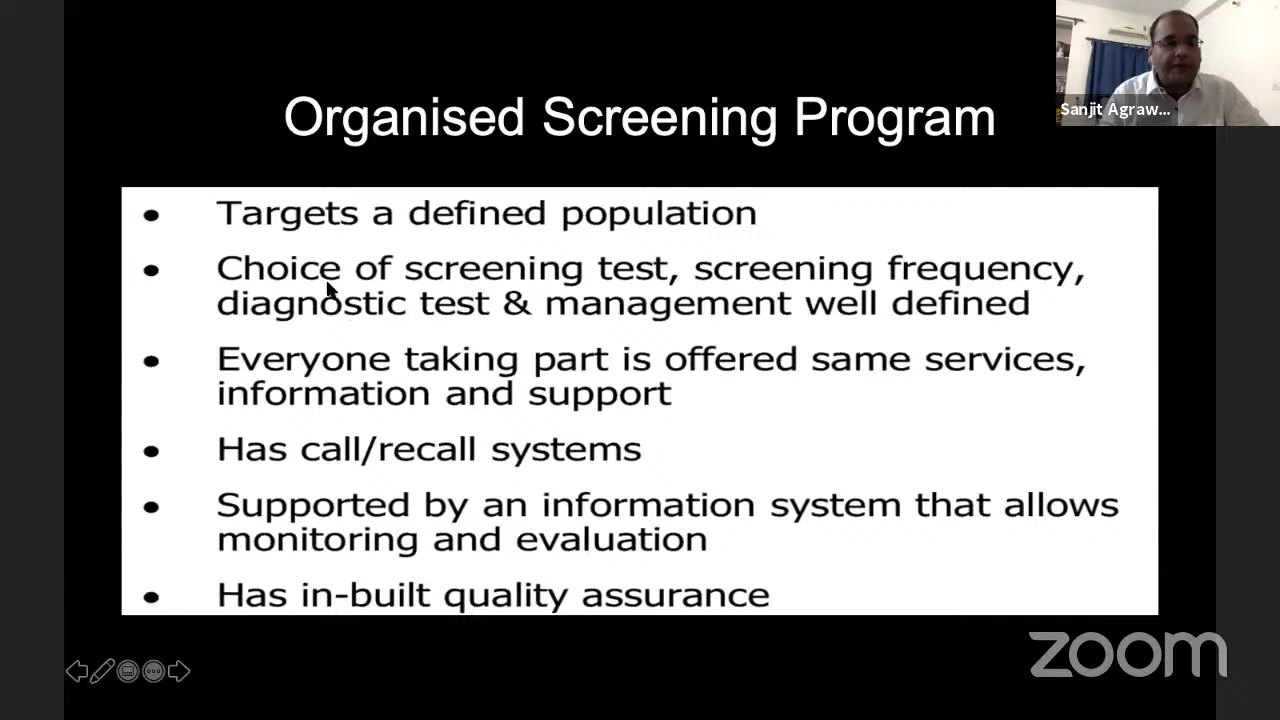 Sanjit Agraw...
Organised Screening Program
• Targets a defined population
• Choice of screening test, screening frequency,
diagnostic test & management well defined
• Everyone taking part is offered same services,
information and support
• Has call/recall systems
• Supported by an information system that allows
monitoring and evaluation
• Has in-built quality assurance
zoom